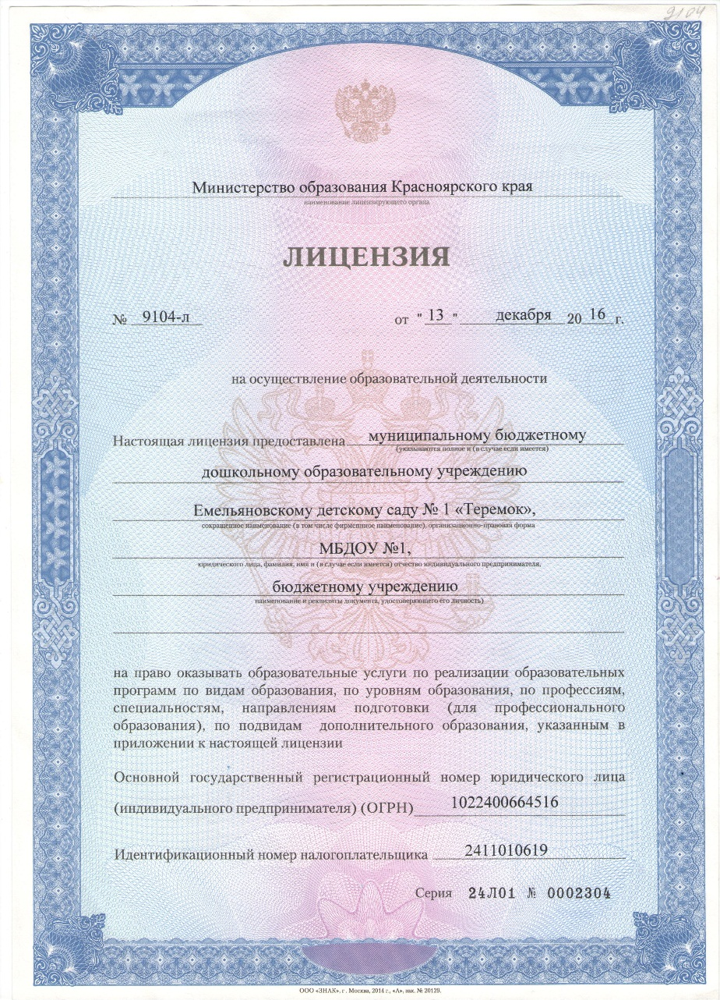 9104
Министерство образования Красноярского края
наименование лицензирующего органа
ЛИЦЕНЗИЯ
№ 9104-л от "13" декабря 2016 г.
на осуществление образовательной деятельности
Настоящая лицензия предоставлена муниципальному бюджетному
(указываются полное и (в случае если имеется)
дошкольному образовательному учреждению
Емельяновскому детскому саду № 1 «Теремок»,
сокращенное наименование (в том числе фирменное наименование), организационно-правовая форма
МБДОУ №1,
юридического лица, фамилия, имя и (в случае если имеется) отчество индивидуального предпринимателя,
бюджетному учреждению
наименование и реквизиты документа, удостоверяющего его личность)
на право оказывать образовательные услуги по реализации образовательных
программ по видам образования, по уровням образования, по профессиям,
специальностям, направлениям подготовки (для профессионального
образования), по подвидам дополнительного образования, указанным в
приложении к настоящей лицензии
Основной государственный регистрационный номер юридического лица
(индивидуального предпринимателя) (ОГРН) 1022400664516
Идентификационный номер налогоплательщика 2411010619
Серия 24Л01 № 0002304
ООО «ЗНАК», г. Москва, 2014 г., «А», зак. № 20129.